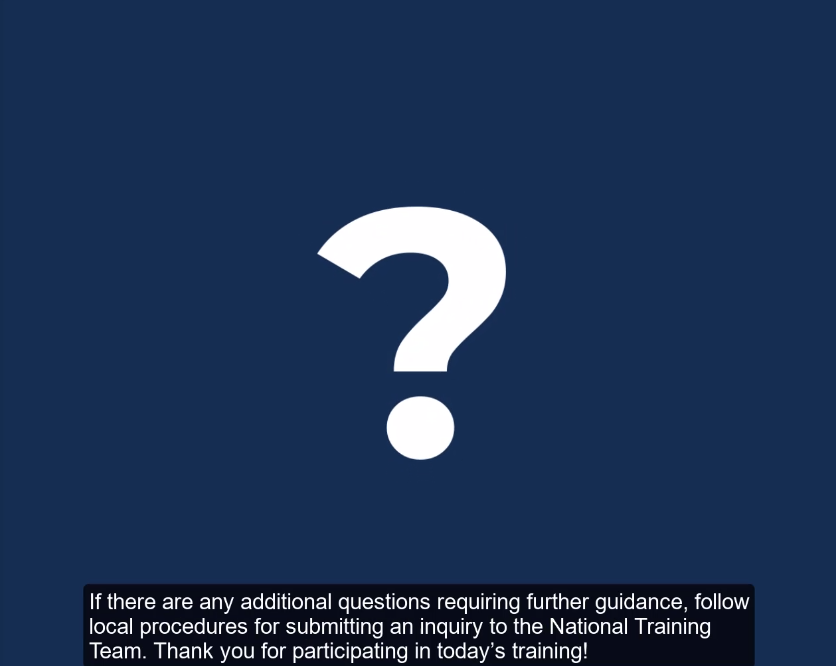 ?
If there are any additional questions requiring further guidance, follow
local procedures for submitting an inquiry to the National Training
Team. Thank you for participating in today’s training!